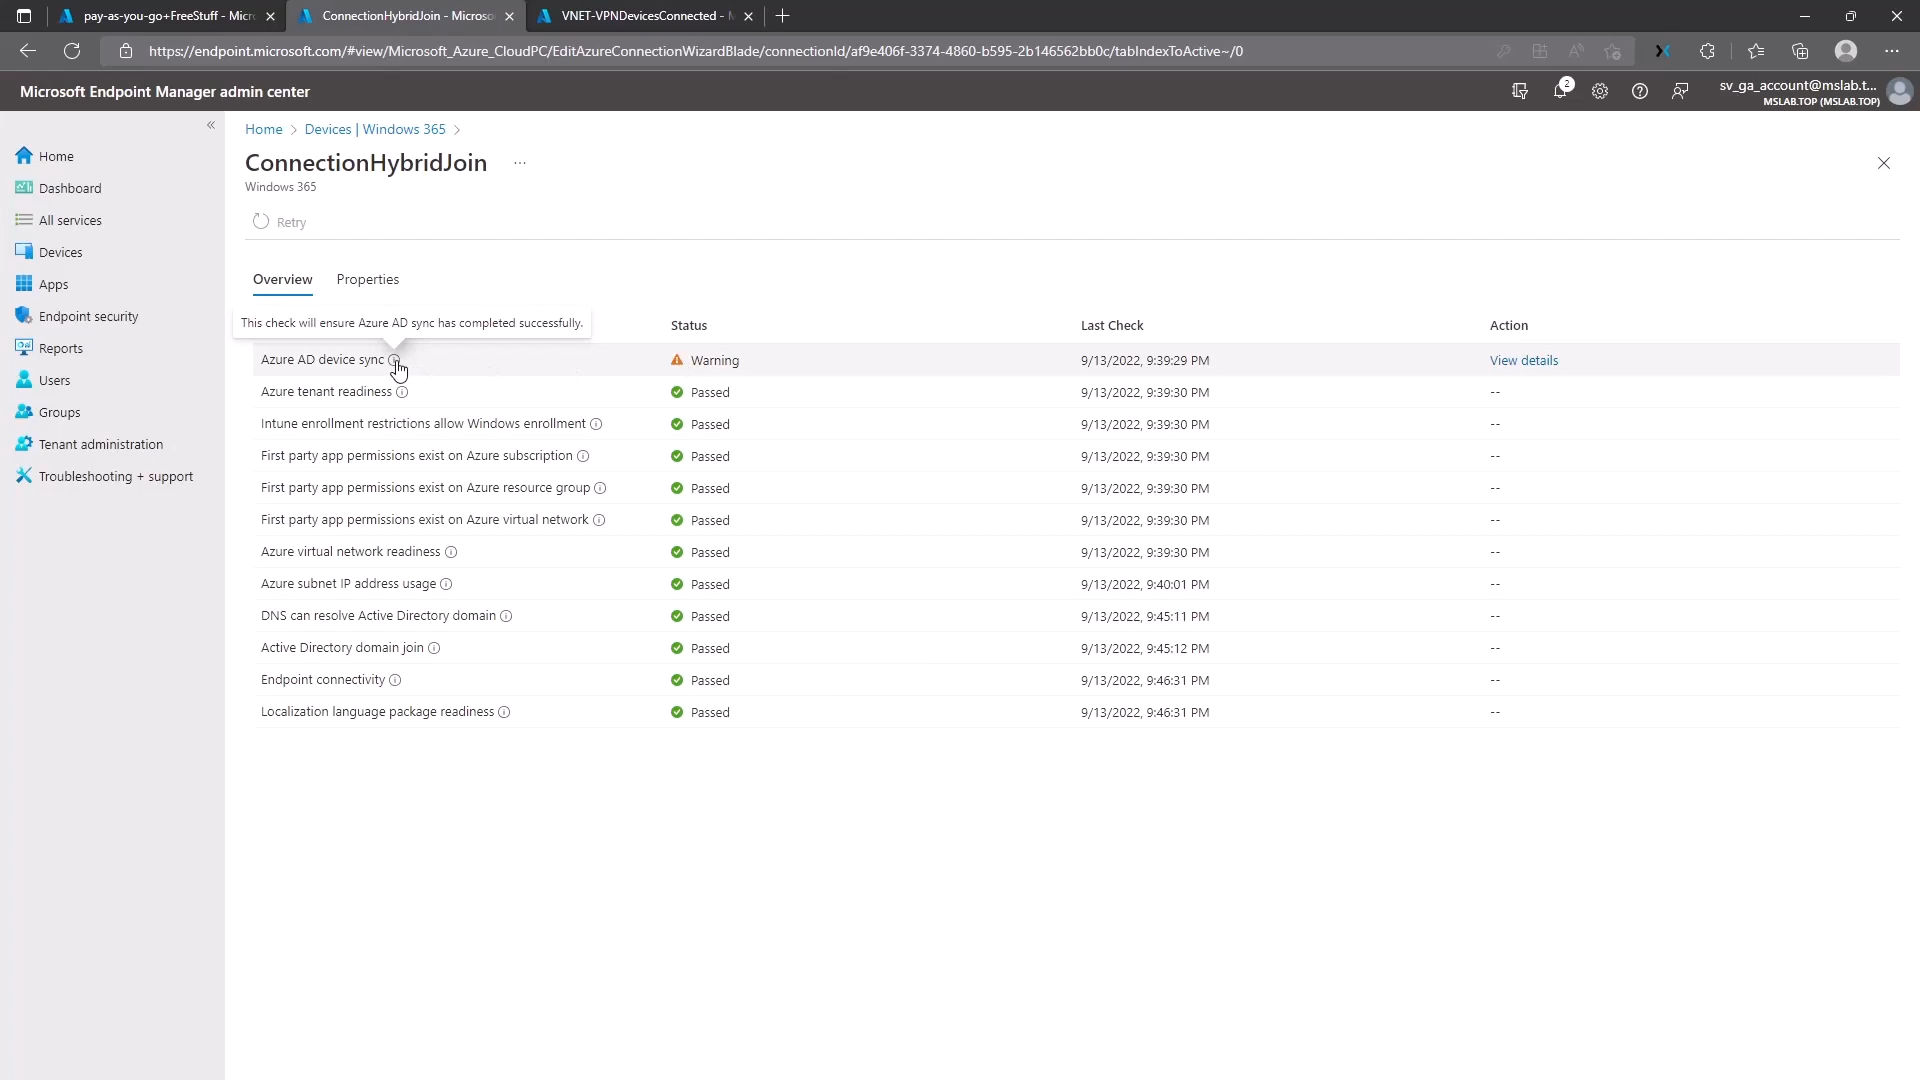 pay-as-you-go+FreeStuff - Micr
ConnectionHybridJoin - Microso
VNET-VPNDevicesConnected - M
https://endpoint.microsoft.com/#view/Microsoft_Azure_CloudPC/EditAzureConnectionWizardBlade/connectionId/af9e406f-3374-4860-b595-2b146562bb0c/tabIndexToActive~/0
Microsoft Endpoint Manager admin center
2
sv_ga_account@mslab.t...
MSLAB.TOP (MSLAB.TOP)
Home
Dashboard
All services
Devices
Apps
Endpoint security
Reports
Users
Groups
Tenant administration
Troubleshooting + support
Home > Devices | Windows 365 >
ConnectionHybridJoin ...
Windows 365
Retry
Overview Properties
This check will ensure Azure AD sync has completed successfully.
Status Last Check Action
Azure AD device sync Warning 9/13/2022, 9:39:29 PM View details
Azure tenant readiness Passed 9/13/2022, 9:39:30 PM --
Intune enrollment restrictions allow Windows enrollment Passed 9/13/2022, 9:39:30 PM --
First party app permissions exist on Azure subscription Passed 9/13/2022, 9:39:30 PM --
First party app permissions exist on Azure resource group Passed 9/13/2022, 9:39:30 PM --
First party app permissions exist on Azure virtual network Passed 9/13/2022, 9:39:30 PM --
Azure virtual network readiness Passed 9/13/2022, 9:39:30 PM --
Azure subnet IP address usage Passed 9/13/2022, 9:40:01 PM --
DNS can resolve Active Directory domain Passed 9/13/2022, 9:45:11 PM --
Active Directory domain join Passed 9/13/2022, 9:45:12 PM --
Endpoint connectivity Passed 9/13/2022, 9:46:31 PM --
Localization language package readiness Passed 9/13/2022, 9:46:31 PM --